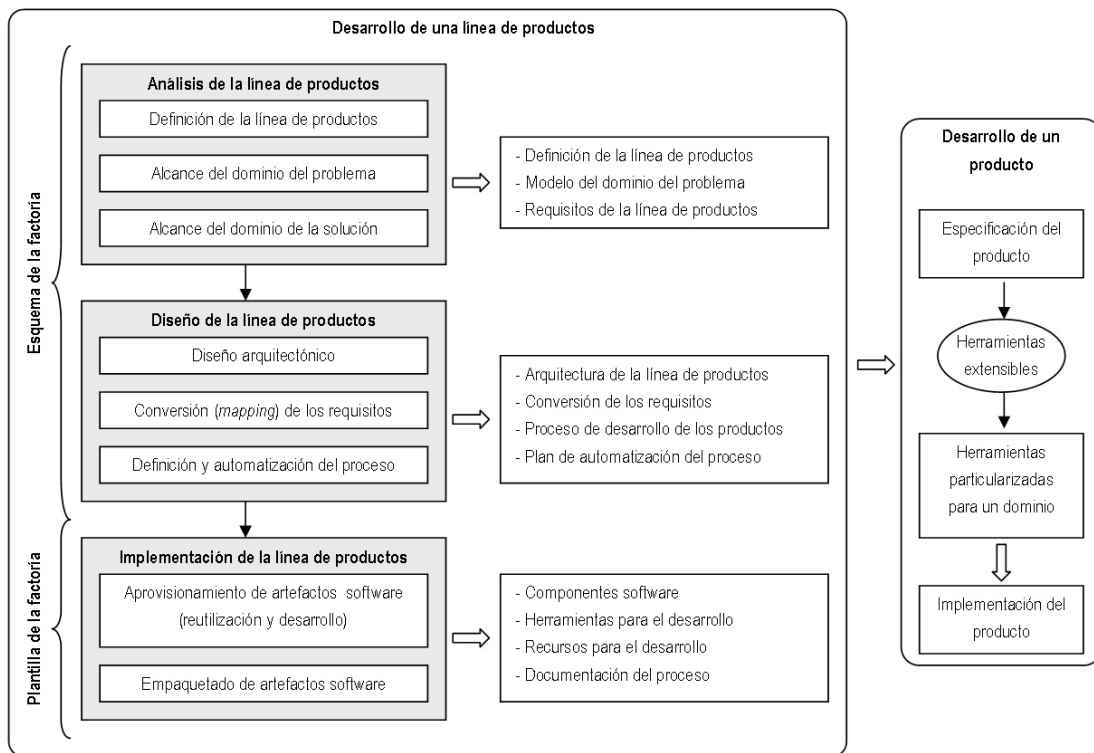 Desarrollo de una línea de productos
Esquema de la factoría
Análisis de la línea de productos
Definición de la línea de productos
Alcance del dominio del problema
Alcance del dominio de la solución
- Definición de la línea de productos
- Modelo del dominio del problema
- Requisitos de la línea de productos
Diseño de la línea de productos
Diseño arquitectónico
Conversión (mapping) de los requisitos
Definición y automatización del proceso
- Arquitectura de la línea de productos
- Conversión de los requisitos
- Proceso de desarrollo de los productos
- Plan de automatización del proceso
Plantilla de la factoría
Implementación de la línea de productos
Aprovisionamiento de artefactos software
(reutilización y desarrollo)
Empaquetado de artefactos software
- Componentes software
- Herramientas para el desarrollo
- Recursos para el desarrollo
- Documentación del proceso
Desarrollo de un
producto
Especificación del
producto
Herramientas
extensibles
Herramientas
particularizadas
para un dominio
Implementación del
producto